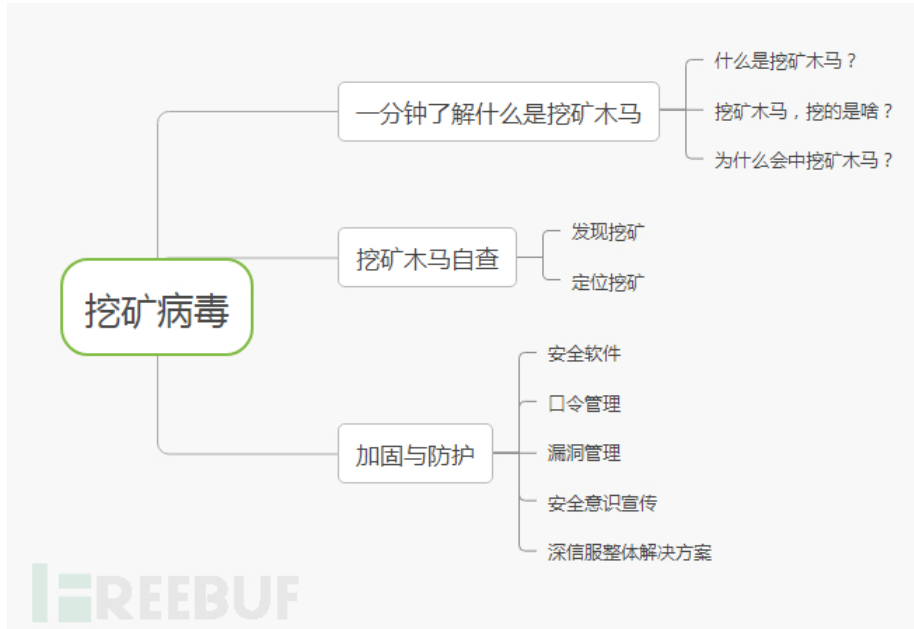 挖矿病毒
一分钟了解什么是挖矿木马
什么是挖矿木马？
挖矿木马，挖的是啥？
为什么会中挖矿木马？
挖矿木马自查
发现挖矿
定位挖矿
加固与防护
安全软件
口令管理
漏洞管理
安全意识宣传
深信服整体解决方案
FREEBUF